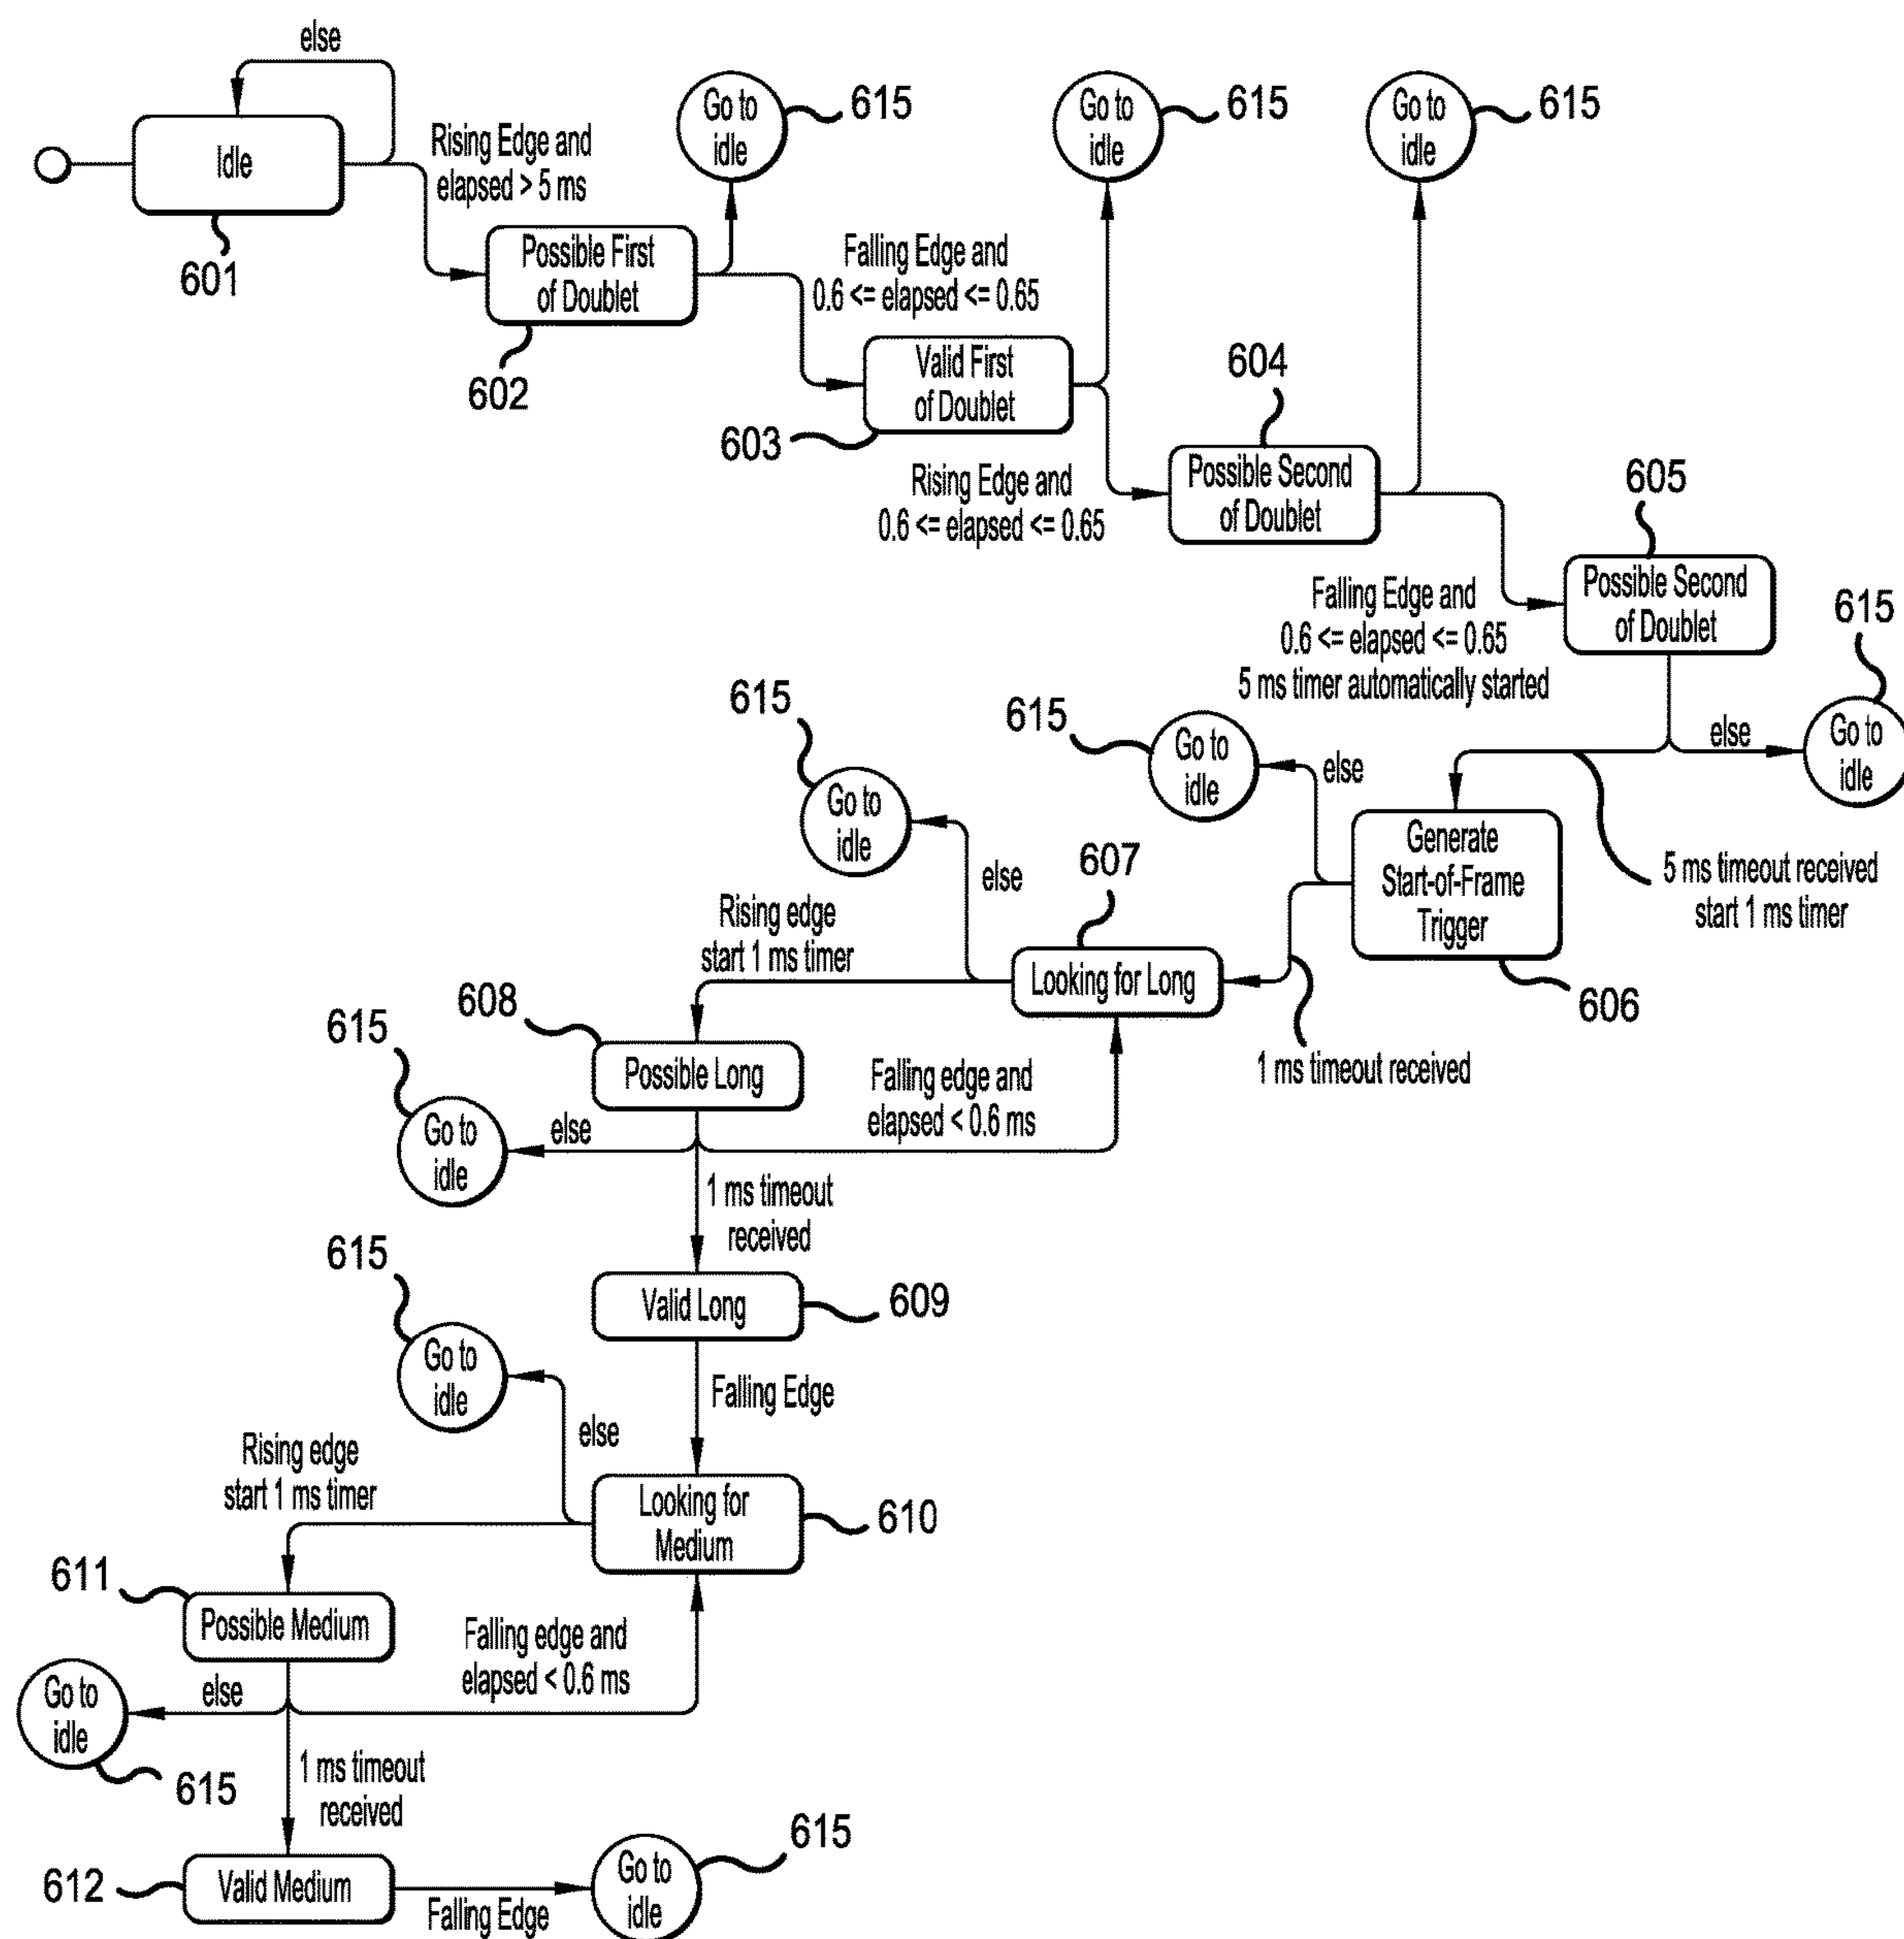 else
Idle
601
Rising Edge and
elapsed > 5 ms
Go to
idle
615
Go to
idle
615
Go to
idle
615
Possible First
of Doublet
602
Falling Edge and
0.6 <= elapsed <= 0.65
Valid First
of Doublet
603
Rising Edge and
0.6 <= elapsed <= 0.65
604
Possible Second
of Doublet
605
Possible Second
of Doublet
Falling Edge and
0.6 <= elapsed <= 0.65
5 ms timer automatically started
615
Go to
idle
else
5 ms timeout received
start 1 ms timer
615
Go to
idle
else
Generate
Start-of-Frame
Trigger
606
1 ms timeout received
615
Go to
idle
else
607
Looking for Long
Rising edge
start 1 ms timer
608
Possible Long
Falling edge and
elapsed < 0.6 ms
615
Go to
idle
else
1 ms timeout
received
Valid Long
609
Falling Edge
615
Go to
idle
else
Looking for
Medium
610
Rising edge
start 1 ms timer
611
Possible Medium
Falling edge and
elapsed < 0.6 ms
Go to
idle
else
615
1 ms timeout
received
612
Valid Medium
Falling Edge
Go to
idle
615